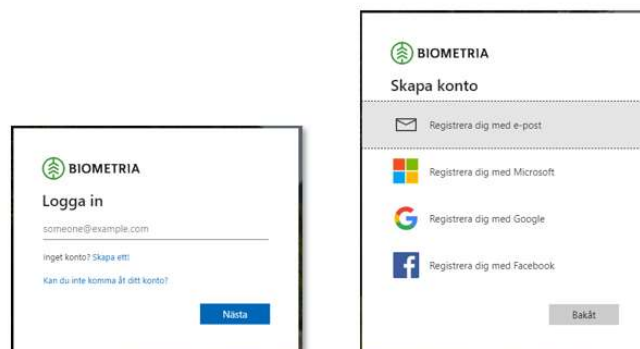 BIOMETRIA
Logga in
someone@example.com
Inget konto? Skapa ett!
Kan du inte komma åt ditt konto?
Nästa
BIOMETRIA
Skapa konto
Registrera dig med e-post
Registrera dig med Microsoft
Registrera dig med Google
Registrera dig med Facebook
Bakåt